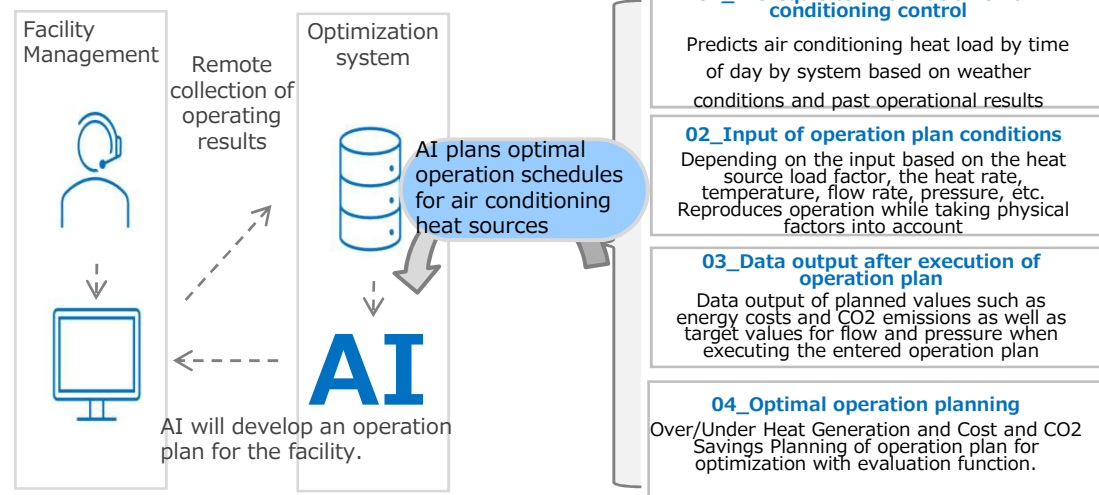 Facility
Management
Remote
collection of
operating
results
Optimization
system
AI plans optimal
operation schedules
for air conditioning
heat sources
AI
AI will develop an operation
plan for the facility.
conditioning control
Predicts air conditioning heat load by time
of day by system based on weather
conditions and past operational results
02_Input of operation plan conditions
Depending on the input based on the heat
source load factor, the heat rate,
temperature, flow rate, pressure, etc.
Reproduces operation while taking physical
factors into account
03_Data output after execution of
operation plan
Data output of planned values such as
energy costs and CO2 emissions as well as
target values for flow and pressure when
executing the entered operation plan
04_Optimal operation planning
Over/Under Heat Generation and Cost and CO2
Savings Planning of operation plan for
optimization with evaluation function.